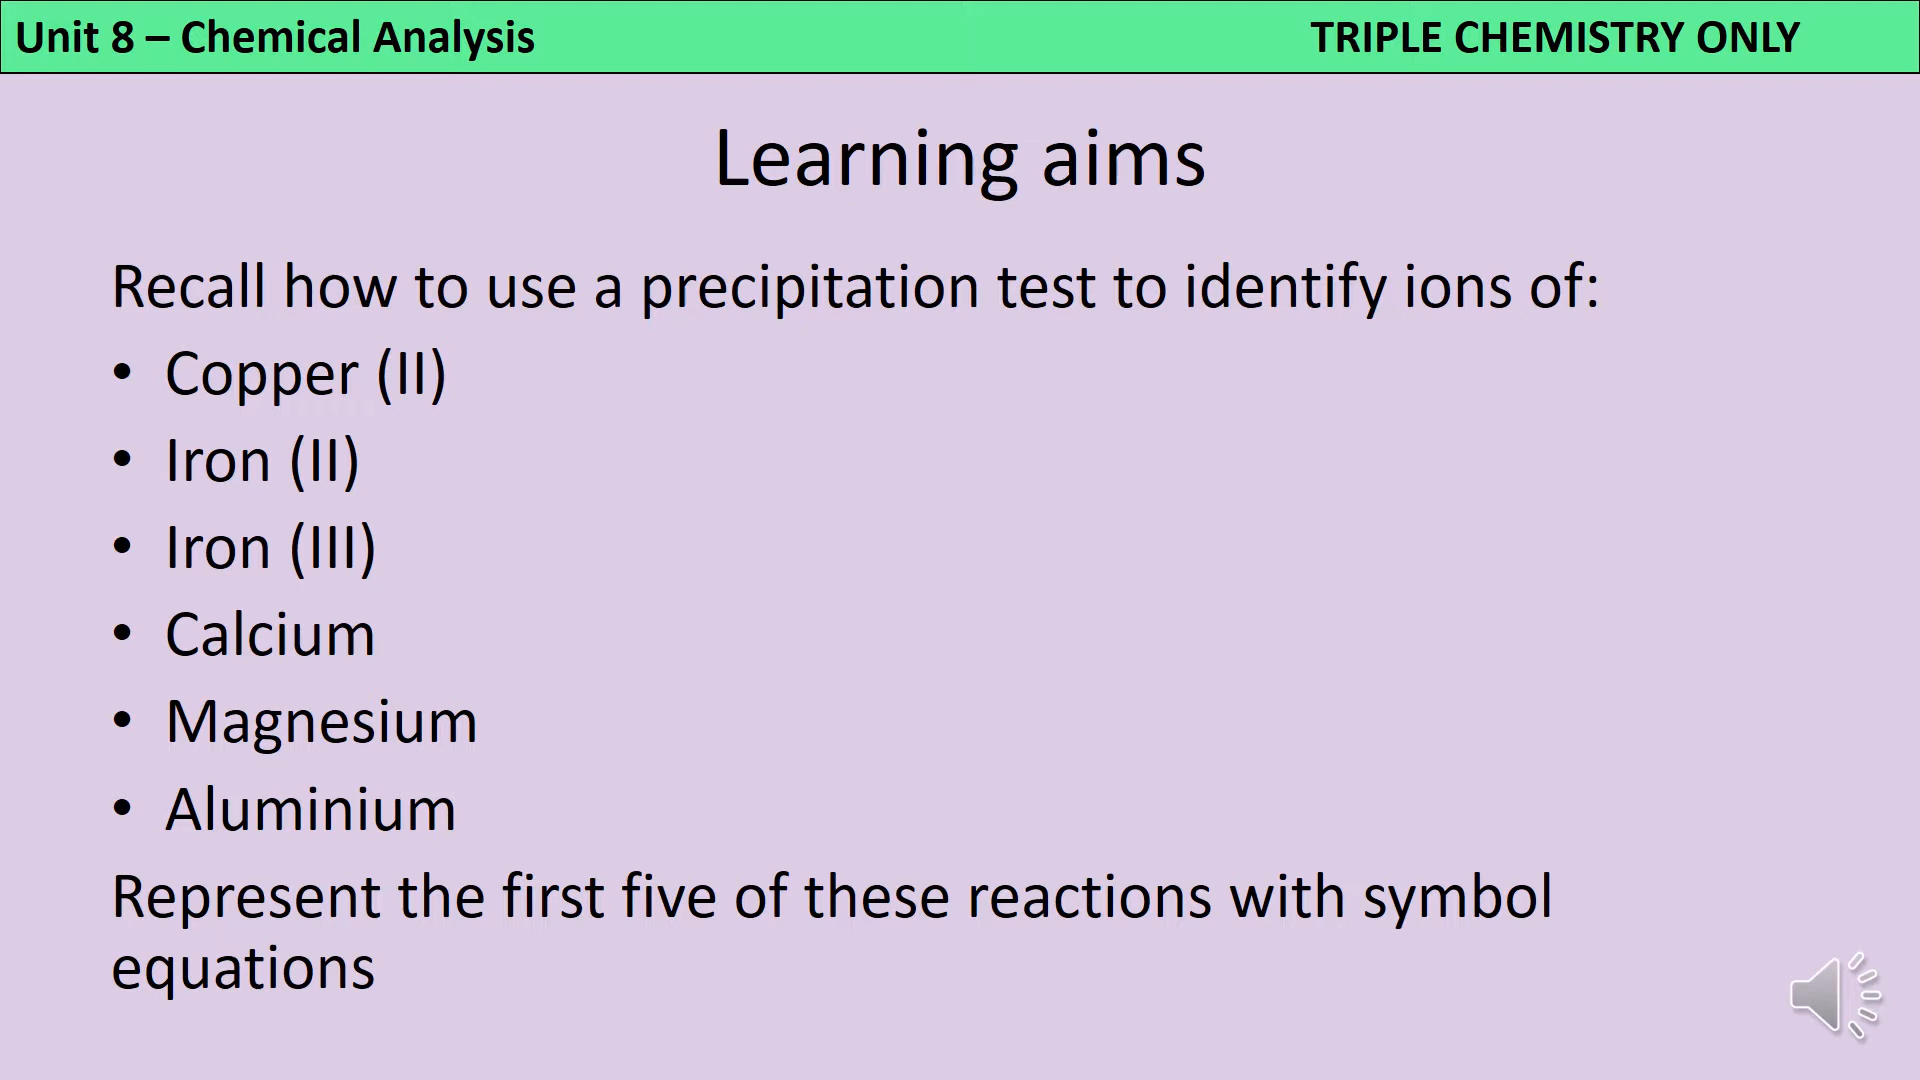 Unit 8 – Chemical Analysis TRIPLE CHEMISTRY ONLY
Learning aims
Recall how to use a precipitation test to identify ions of:
• Copper (II)
• Iron (II)
• Iron (III)
• Calcium
• Magnesium
• Aluminium
Represent the first five of these reactions with symbol
equations